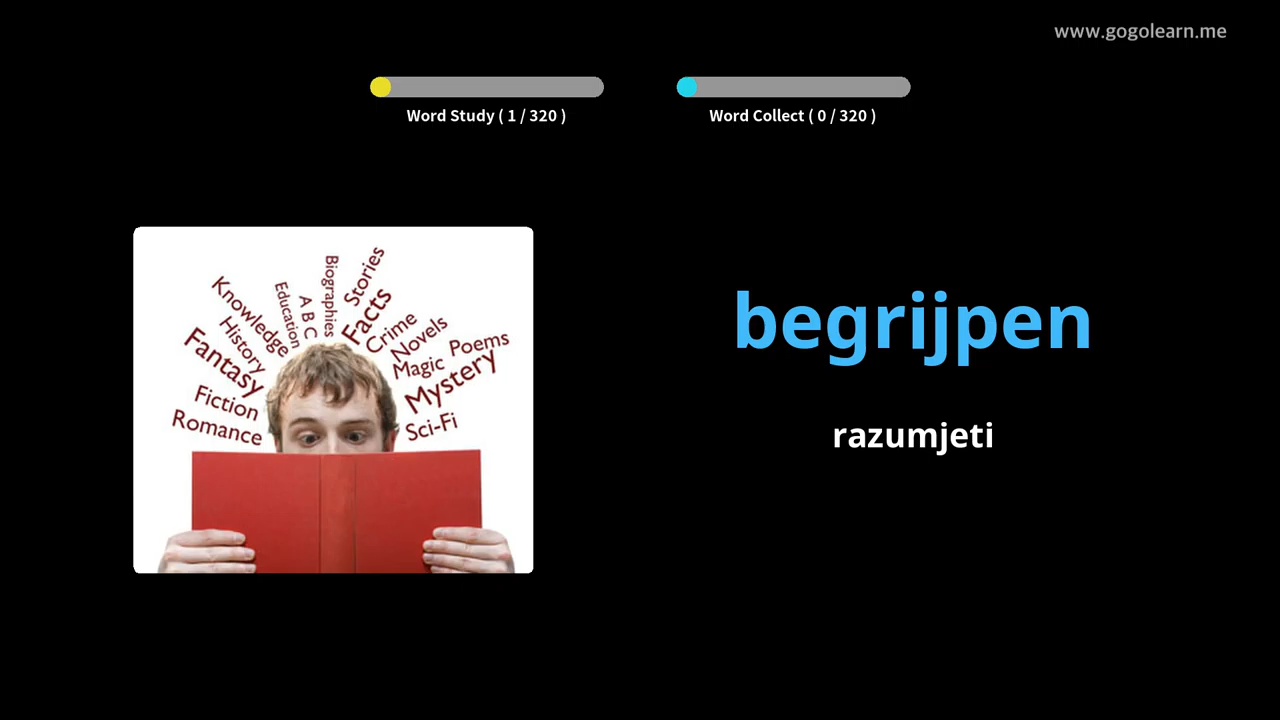 www.gogolearn.me
Word Study ( 1 / 320 )
Word Collect ( 0 / 320 )
Knowledge
History
Fantasy
Fiction
Romance
Education
A B C
Biographies
Stories
Facts
Crime
Novels
Magic
Poems
Mystery
Sci-Fi
begrijpen
razumjeti